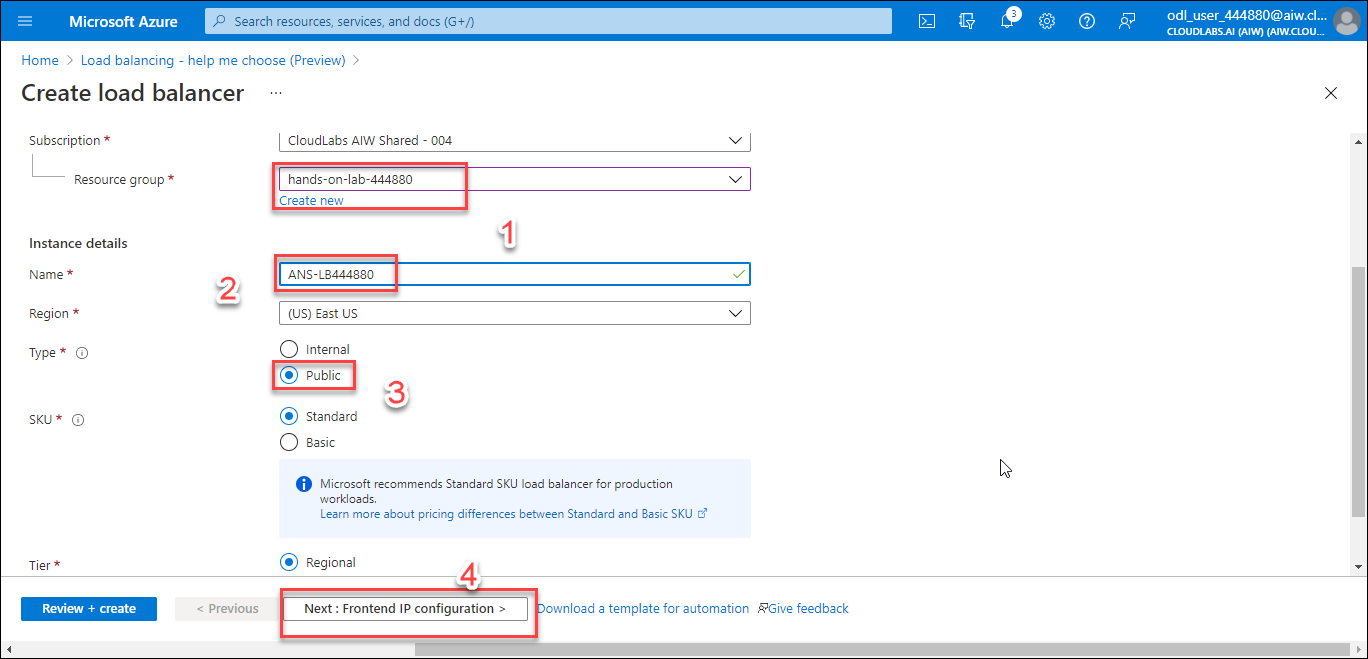 Microsoft Azure
Search resources, services, and docs (G+/)
3
odl_user_444880@aiw.cl...
CLOUDLABS.AI (AIW) (AIW.CLOU...
Home > Load balancing - help me choose (Preview) >
Create load balancer ...
Subscription *
CloudLabs AIW Shared - 004
Resource group *
hands-on-lab-444880
Create new
1
Instance details
Name *
ANS-LB444880
2
Region *
(US) East US
Type *
Internal
Public
3
SKU *
Standard
Basic
Microsoft recommends Standard SKU load balancer for production
workloads.
Learn more about pricing differences between Standard and Basic SKU
Tier *
Regional
4
Review + create
< Previous
Next : Frontend IP configuration >
Download a template for automation
Give feedback